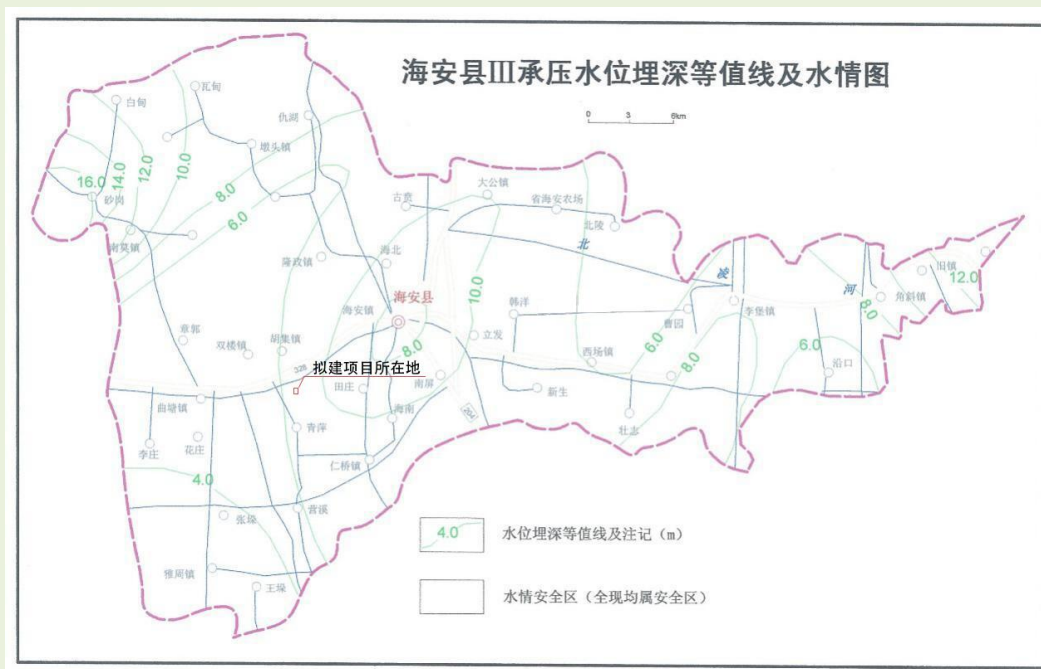 海安县III承压水位埋深等值线及水情图
0 3 6km
瓦甸
白甸
仇湖
墩头镇
10.0
12.0
14.0
16.0
8.0
6.0
砂岗
南莫镇
大公镇
古贲
省海安农场
北陵
北
凌
河
旧镇
12.0
角斜镇
8.0
海北
隆政镇
10.0
海安县
海安镇
韩洋
曹园
李堡镇
立发
章郭
双楼镇
胡集镇
8.0
西场镇
6.0
8.0
6.0
沿口
328
拟建项目所在地
田庄
南屏
新生
曲塘镇
海南
204
壮志
青萍
李庄
花庄
仁桥镇
4.0
张垛
营溪
雅周镇
王垛
4.0
水位埋深等值线及注记（m）
水情安全区（全现均属安全区）